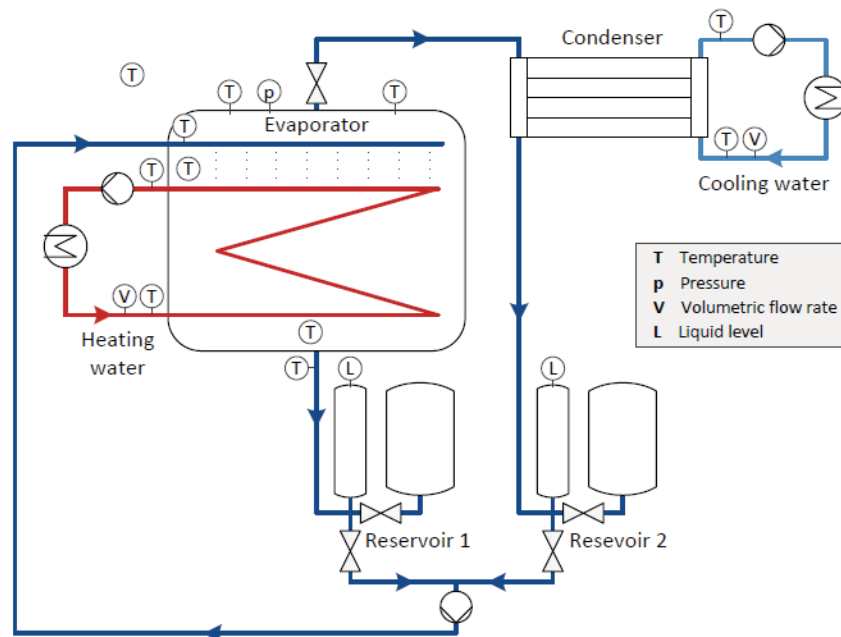 Condenser
T
T
T
p
T
Evaporator
T
T
T
T
V
Cooling water
T Temperature
p Pressure
V Volumetric flow rate
L Liquid level
V
T
Heating
water
T
T
L
L
Reservoir 1
Resevoir 2